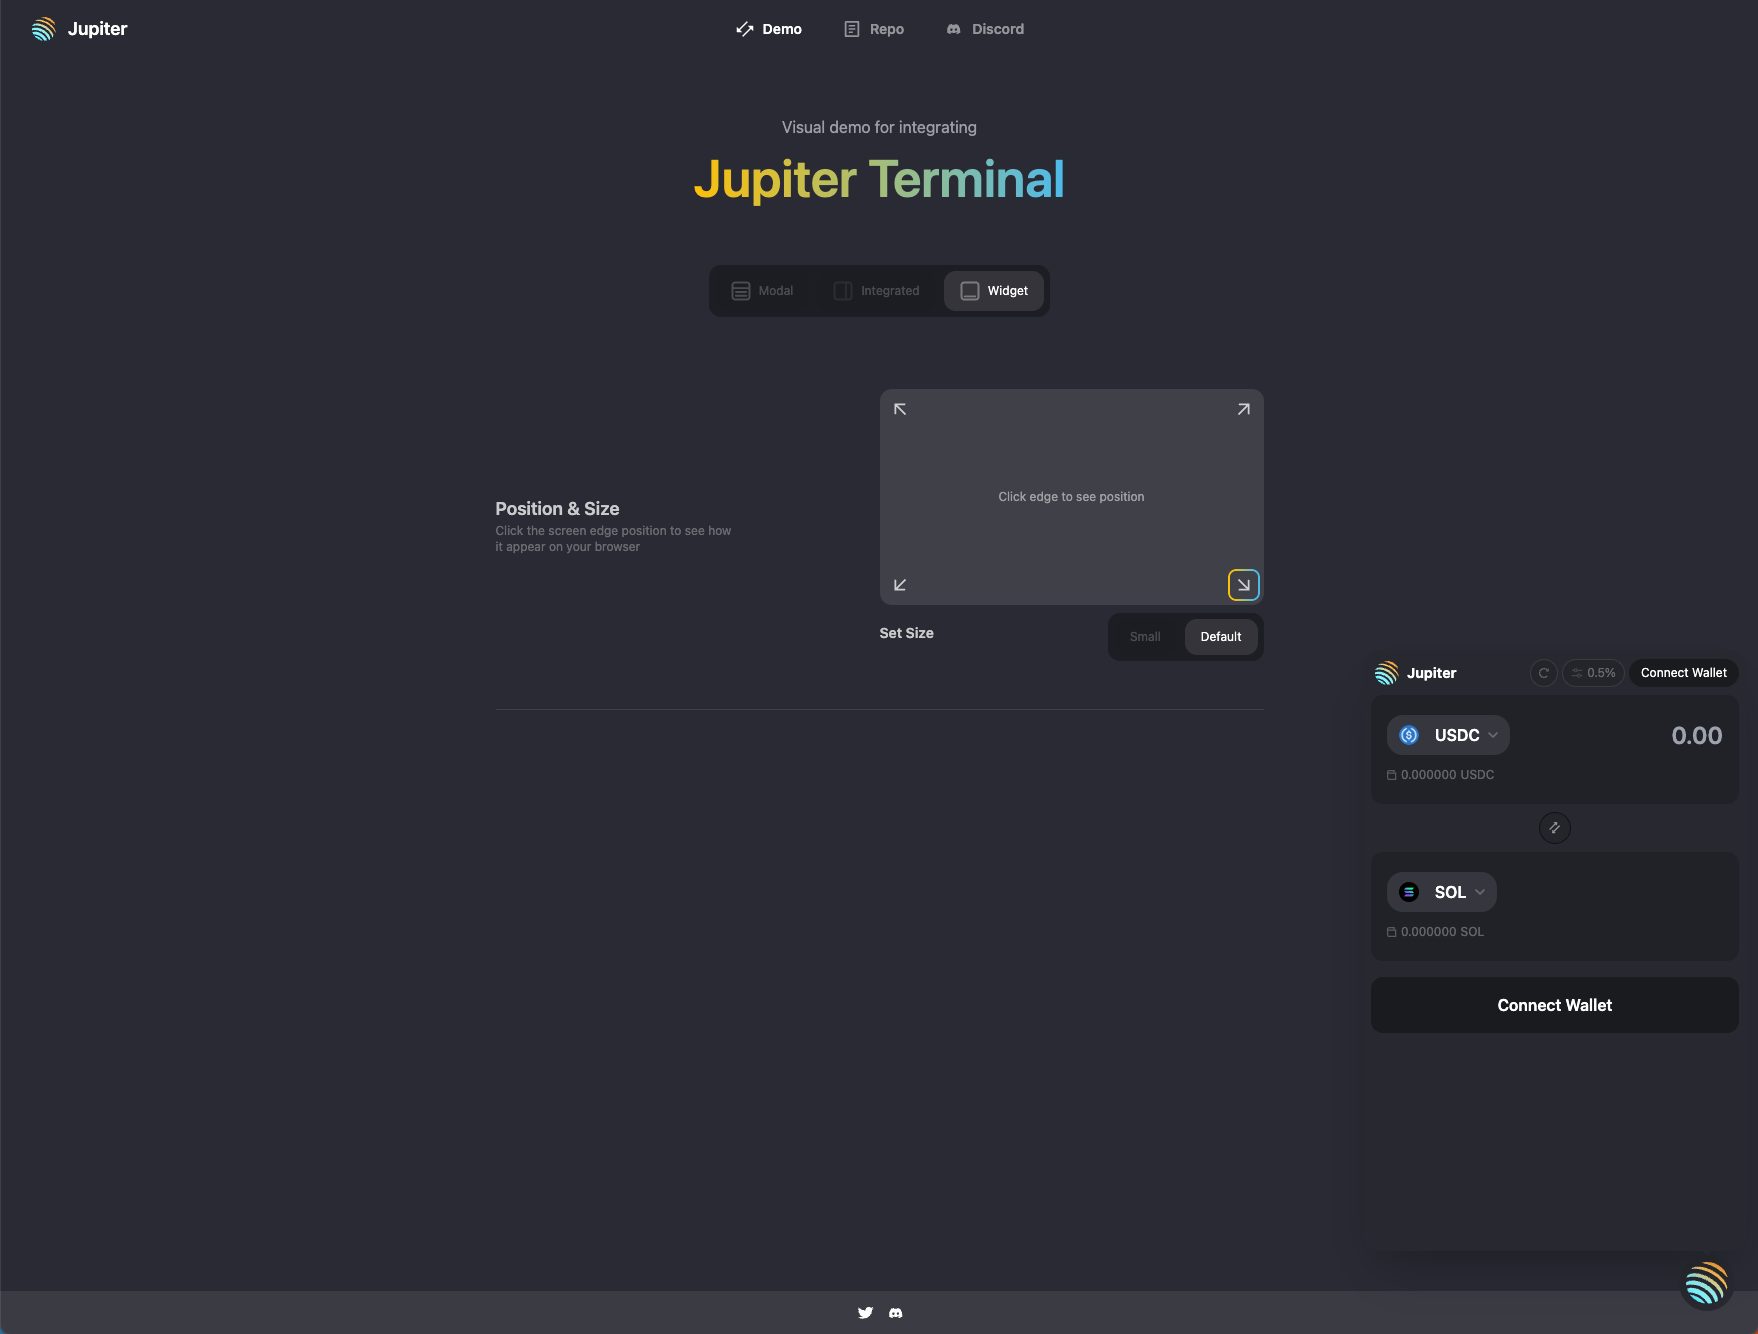 Jupiter
Demo
Repo
Discord
Visual demo for integrating
Jupiter Terminal
Modal
Integrated
Widget
Click edge to see position
Position & Size
Click the screen edge position to see how
it appear on your browser
Set Size
Small
Default
Jupiter
0.5%
Connect Wallet
USDC
0.00
0.000000 USDC
SOL
0.000000 SOL
Connect Wallet